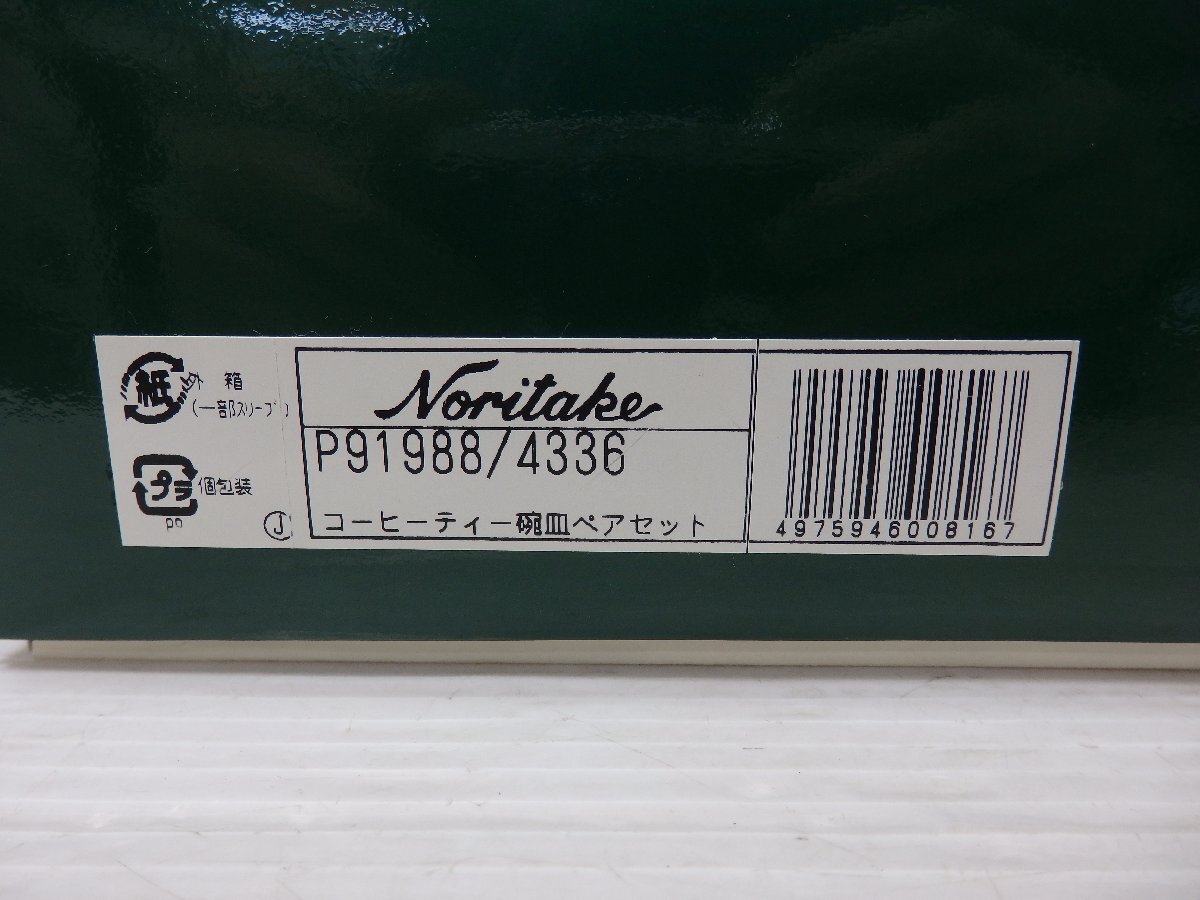 紙 外箱
(一部スリーブ)
プラ 個包装
PP
J
Noritake
P91988/4336
コーヒーティー碗皿ペアセット
4975946008167